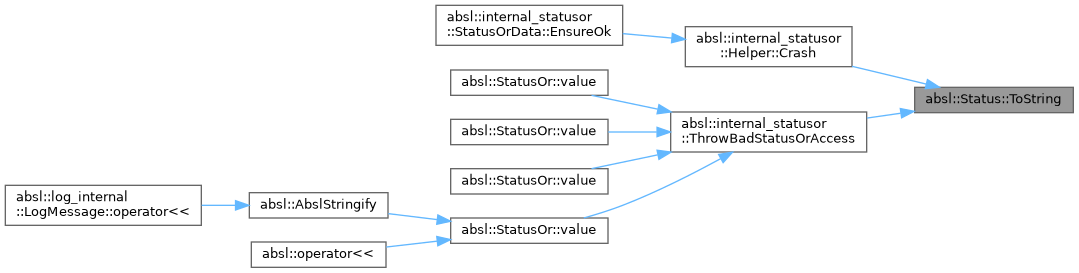 absl::internal_statusor
::StatusOrData::EnsureOk
absl::internal_statusor
::Helper::Crash
absl::StatusOr::value
absl::Status::ToString
absl::StatusOr::value
absl::internal_statusor
::ThrowBadStatusOrAccess
absl::StatusOr::value
absl::log_internal
::LogMessage::operator<<
absl::AbslStringify
absl::StatusOr::value
absl::operator<<